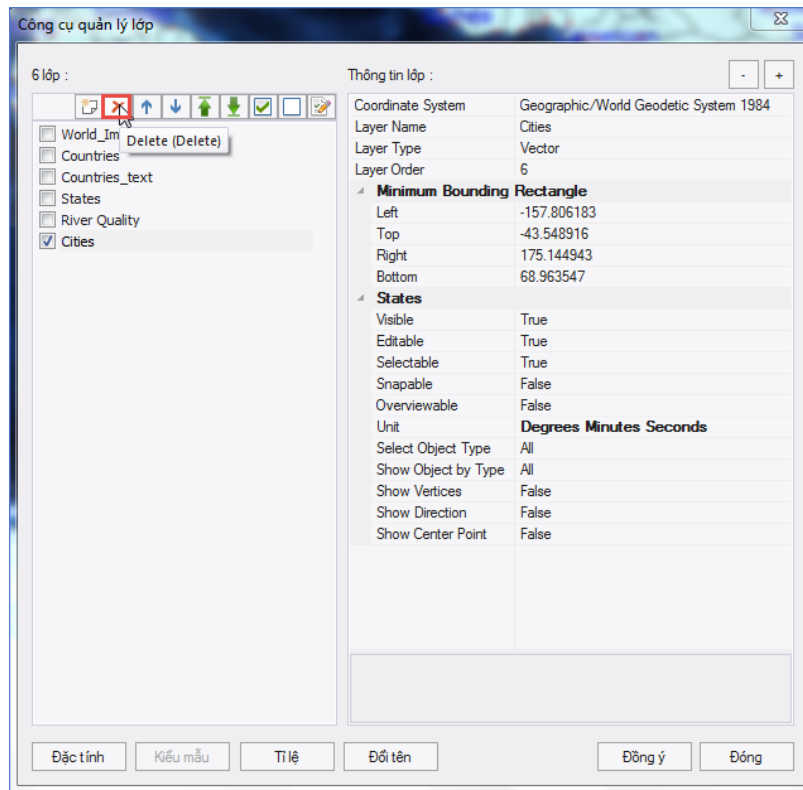 Công cụ quản lý lớp
6 lớp :
Delete (Delete)
World_Im
Countries
Countries_text
States
River Quality
Cities
Thông tin lớp :
- +
Coordinate System Geographic/World Geodetic System 1984
Layer Name Cities
Layer Type Vector
Layer Order 6
Minimum Bounding Rectangle
Left -157.806183
Top -43.548916
Right 175.144943
Bottom 68.963547
States
Visible True
Editable True
Selectable True
Snapable False
Overviewable False
Unit Degrees Minutes Seconds
Select Object Type All
Show Object by Type All
Show Vertices False
Show Direction False
Show Center Point False
Đặc tính Kiểu mẫu Tỉ lệ Đổi tên Đồng ý Đóng